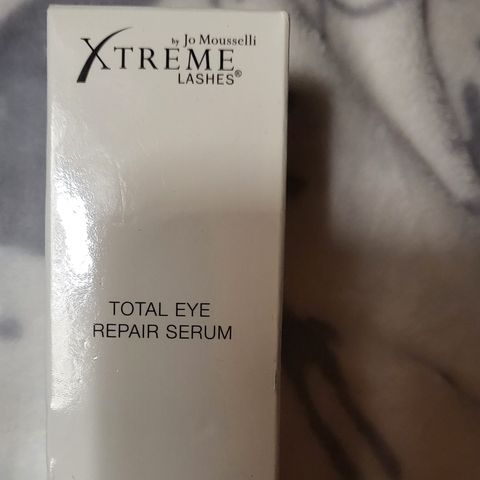 by Jo Mousselli
XTREME
LASHES®
TOTAL EYE
REPAIR SERUM